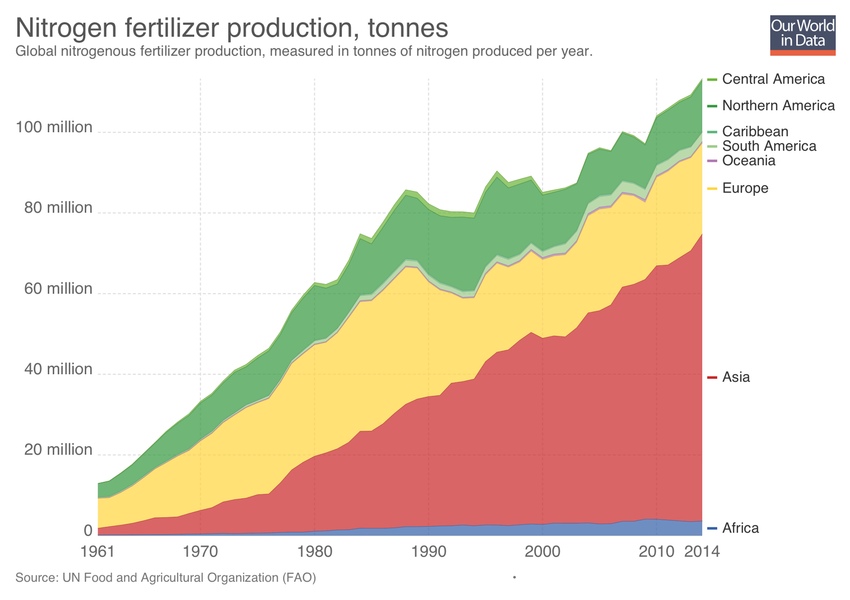 Nitrogen fertilizer production, tonnes
Global nitrogenous fertilizer production, measured in tonnes of nitrogen produced per year.
Our World
in Data
Central America
Northern America
Caribbean
South America
Oceania
Europe
Asia
Africa
100 million
80 million
60 million
40 million
20 million
0
1961 1970 1980 1990 2000 2010 2014
Source: UN Food and Agricultural Organization (FAO)